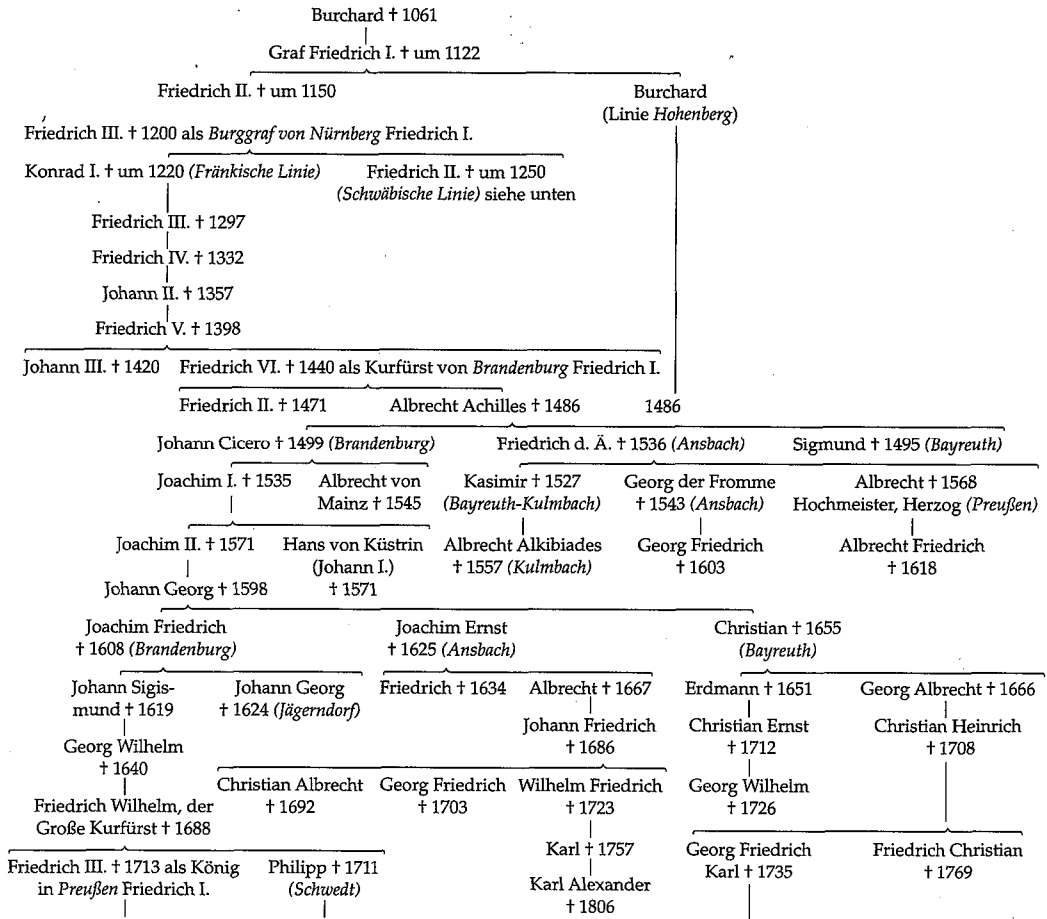 Burchard † 1061
Graf Friedrich I. † um 1122
Friedrich II. † um 1150 Burchard
(Linie Hohenberg)
Friedrich III. † 1200 als Burggraf von Nürnberg Friedrich I.
Konrad I. † um 1220 (Fränkische Linie) Friedrich II. † um 1250
(Schwäbische Linie) siehe unten
Friedrich III. † 1297
Friedrich IV. † 1332
Johann II. † 1357
Friedrich V. † 1398
Johann III. † 1420 Friedrich VI. † 1440 als Kurfürst von Brandenburg Friedrich I.
Friedrich II. † 1471 Albrecht Achilles † 1486 1486
Johann Cicero † 1499 (Brandenburg) Friedrich d. Ä. † 1536 (Ansbach) Sigmund † 1495 (Bayreuth)
Joachim I. † 1535 Albrecht von Kasimir † 1527 Georg der Fromme Albrecht † 1568
Mainz † 1545 (Bayreuth-Kulmbach) † 1543 (Ansbach) Hochmeister, Herzog (Preußen)
Joachim II. † 1571 Hans von Küstrin Albrecht Alkibiades Georg Friedrich Albrecht Friedrich
(Johann I.) † 1557 (Kulmbach) † 1603 † 1618
† 1571
Johann Georg † 1598
Joachim Friedrich Joachim Ernst Christian † 1655
† 1608 (Brandenburg) † 1625 (Ansbach) (Bayreuth)
Johann Sigis- Johann Georg Friedrich † 1634 Albrecht † 1667 Erdmann † 1651 Georg Albrecht † 1666
mund † 1619 † 1624 (Jägerndorf)
Johann Friedrich Christian Ernst Christian Heinrich
† 1686 † 1712 † 1708
Georg Wilhelm
† 1640
Christian Albrecht Georg Friedrich Wilhelm Friedrich Georg Wilhelm
† 1692 † 1703 † 1723 † 1726
Friedrich Wilhelm, der
Große Kurfürst † 1688
Friedrich III. † 1713 als König Philipp † 1711 Karl † 1757 Georg Friedrich Friedrich Christian
in Preußen Friedrich I. (Schwedt) Karl † 1735 † 1769
Karl Alexander
† 1806